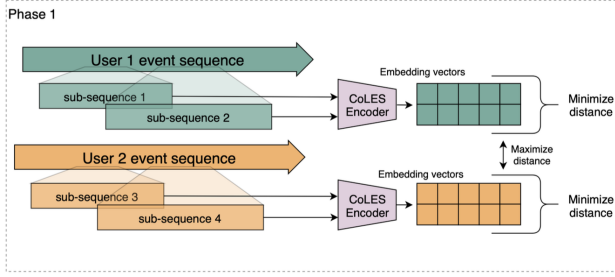 Phase 1
User 1 event sequence
sub-sequence 1
sub-sequence 2
CoLES
Encoder
Embedding vectors
Minimize
distance
Maximize
distance
User 2 event sequence
sub-sequence 3
sub-sequence 4
CoLES
Encoder
Embedding vectors
Minimize
distance